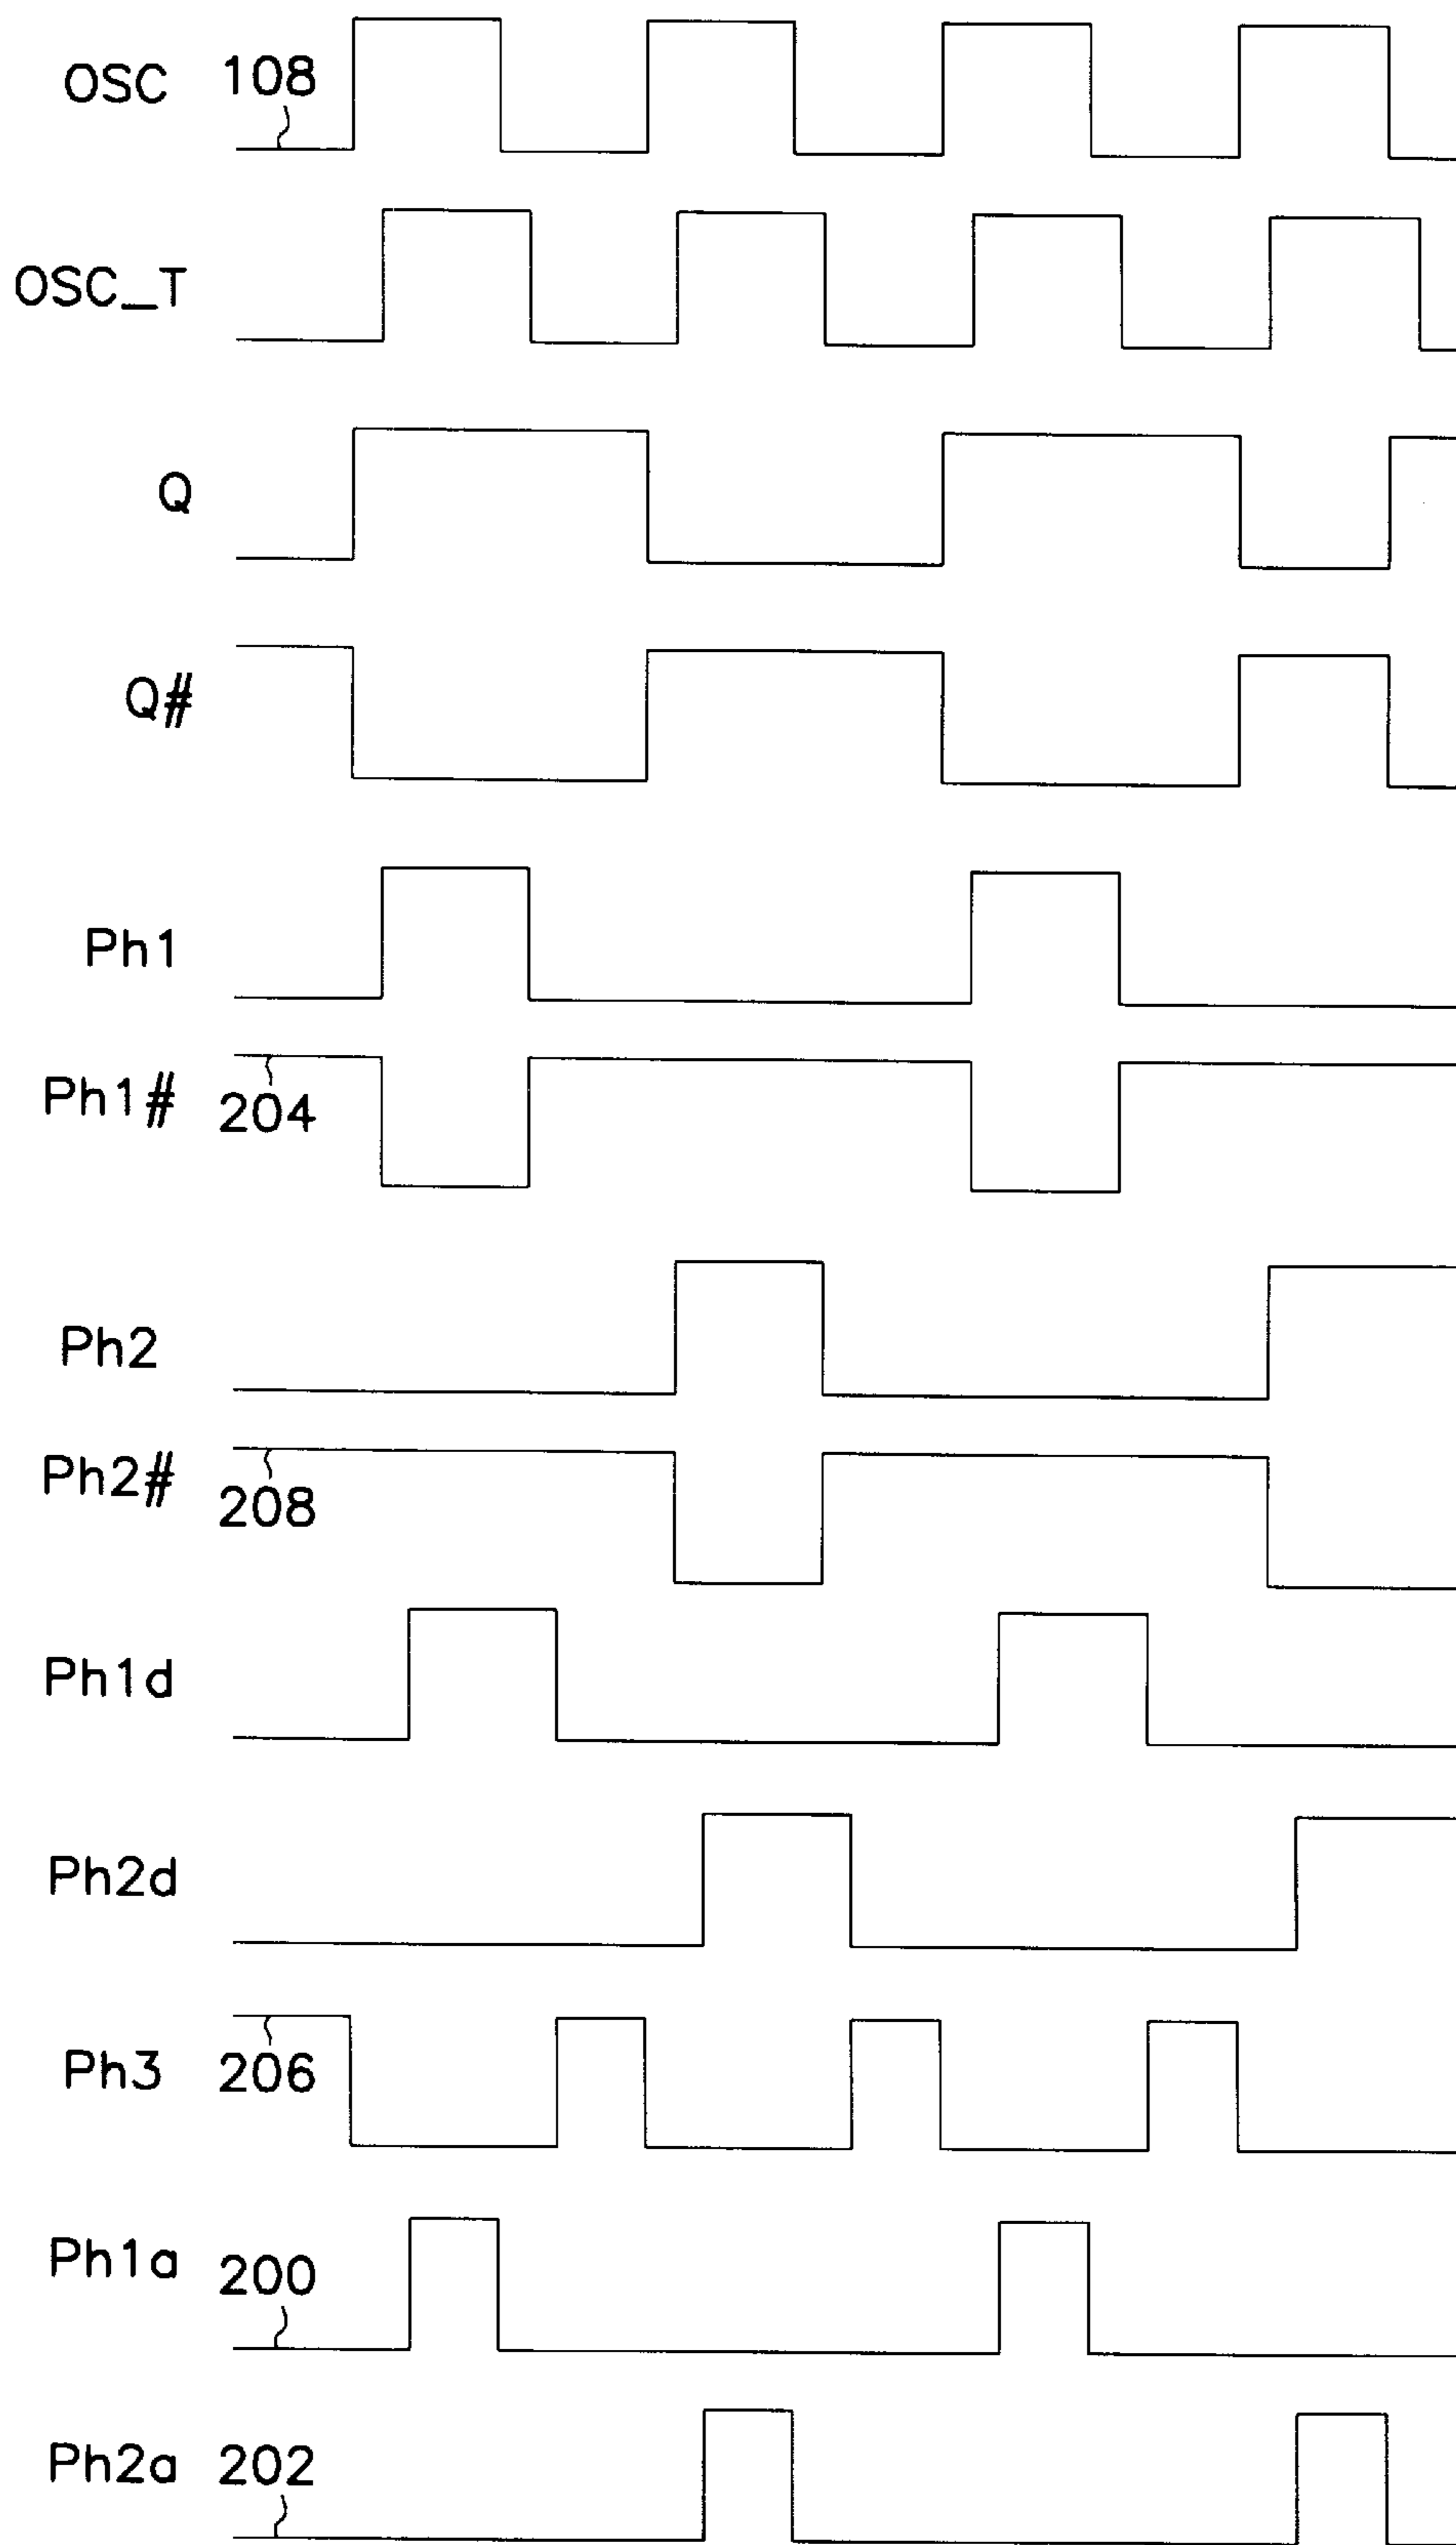 OSC 108
OSC_T
Q
Q#
Ph1
Ph1# 204
Ph2
Ph2# 208
Ph1d
Ph2d
Ph3 206
Ph1a 200
Ph2a 202